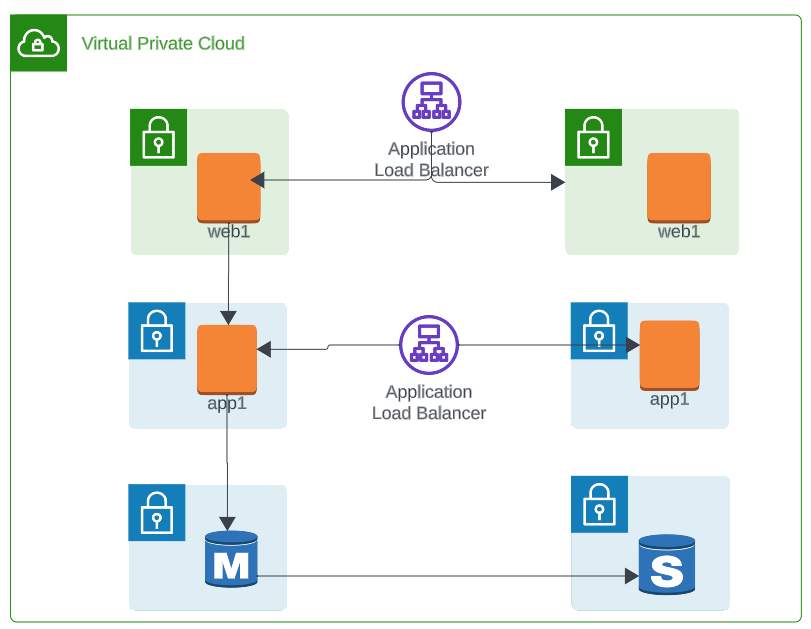 Virtual Private Cloud
Application
Load Balancer
web1
web1
Application
Load Balancer
app1
app1
M
S